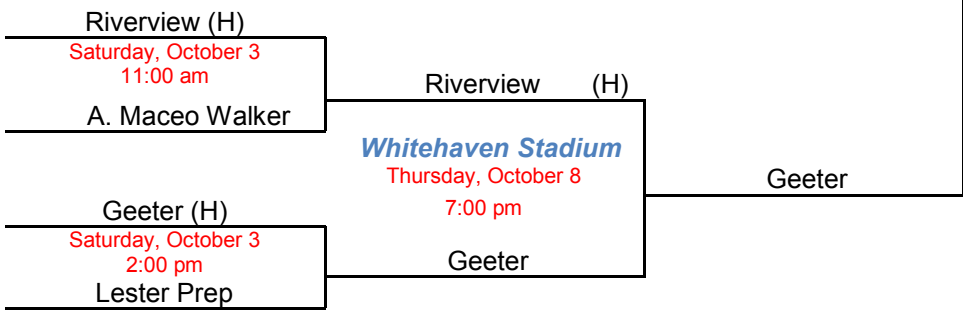 Riverview (H)
Saturday, October 3
11:00 am
A. Maceo Walker
Riverview (H)
Whitehaven Stadium
Thursday, October 8
7:00 pm
Geeter
Geeter (H)
Saturday, October 3
2:00 pm
Lester Prep
Geeter